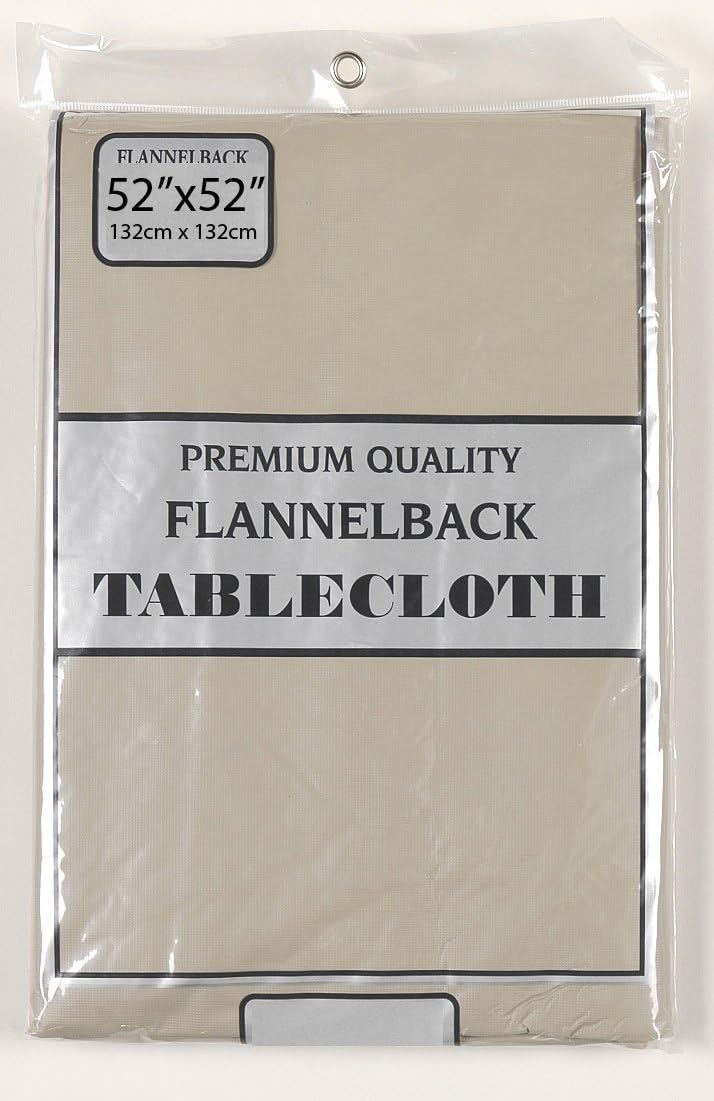 FLANNELBACK
52”x52”
132cm x 132cm
PREMIUM QUALITY
FLANNELBACK
TABLECLOTH